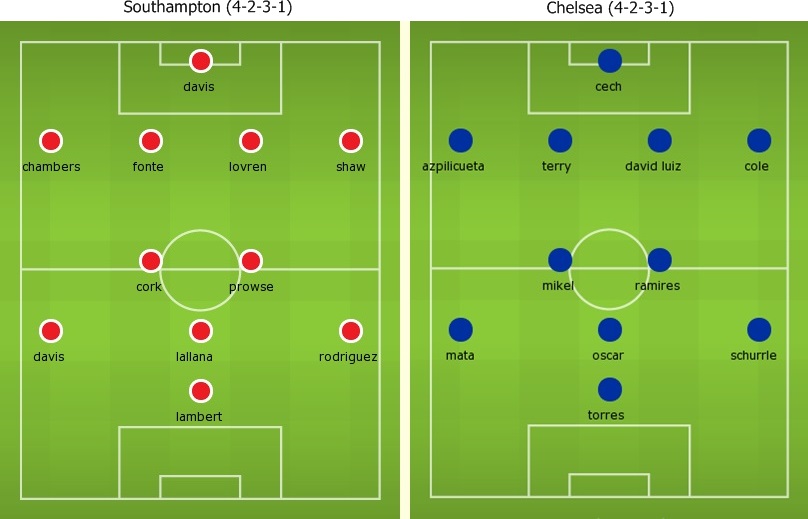 Southampton (4-2-3-1)
davis
chambers
fonte
lovren
shaw
cork
prowse
davis
lallana
rodriguez
lambert
Chelsea (4-2-3-1)
cech
azpilicueta
terry
david luiz
cole
mikel
ramires
mata
oscar
schurrle
torres